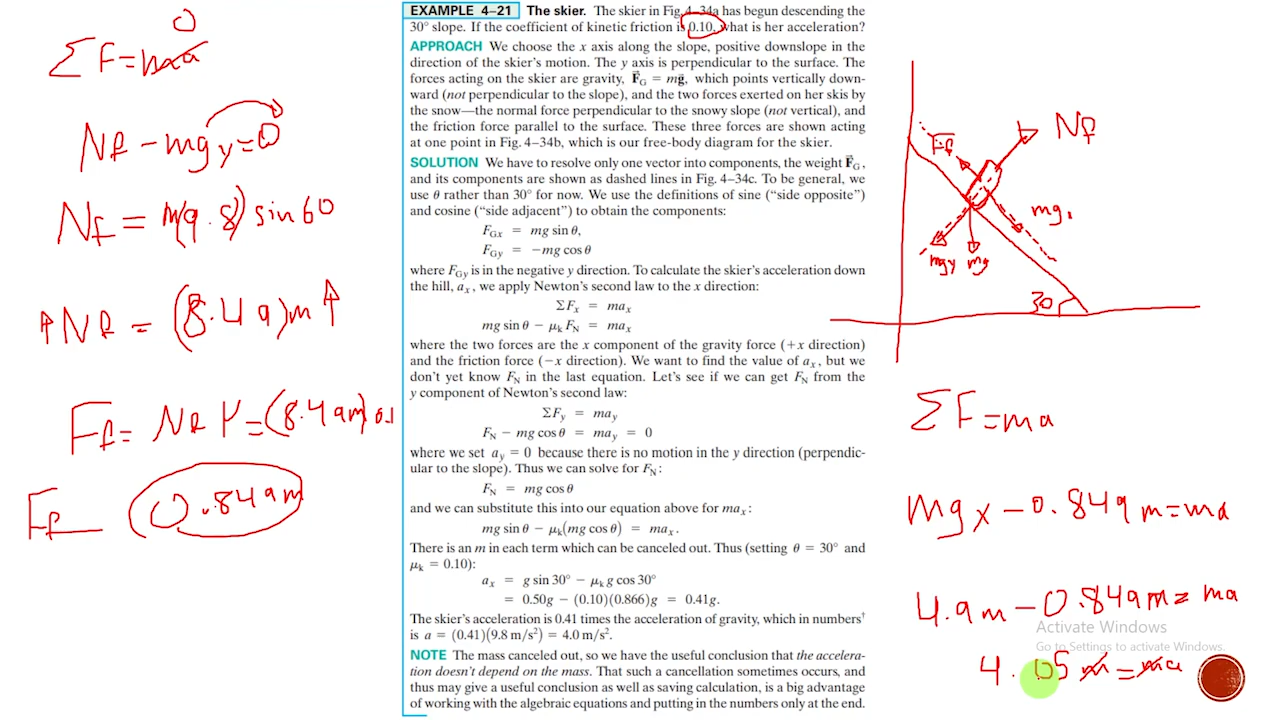 ΣF=ma 0
Nf - mgy = 0
Nf = m(9.8) sin 60
↑Nf = (8.49)m ↑
Ff = Nf μ = (8.49m) 0.1
Ff 0.849m
EXAMPLE 4–21 The skier. The skier in Fig. 4–34a has begun descending the
30° slope. If the coefficient of kinetic friction is 0.10, what is her acceleration?
APPROACH We choose the x axis along the slope, positive downslope in the
direction of the skier's motion. The y axis is perpendicular to the surface. The
forces acting on the skier are gravity, F⃗G = mg⃗, which points vertically down-
ward (not perpendicular to the slope), and the two forces exerted on her skis by
the snow—the normal force perpendicular to the snowy slope (not vertical), and
the friction force parallel to the surface. These three forces are shown acting
at one point in Fig. 4–34b, which is our free-body diagram for the skier.
SOLUTION We have to resolve only one vector into components, the weight F⃗G,
and its components are shown as dashed lines in Fig. 4–34c. To be general, we
use θ rather than 30° for now. We use the definitions of sine ("side opposite")
and cosine ("side adjacent") to obtain the components:
FGx = mg sin θ,
FGy = −mg cos θ
where FGy is in the negative y direction. To calculate the skier's acceleration down
the hill, ax, we apply Newton's second law to the x direction:
ΣFx = max
mg sin θ − μk FN = max
where the two forces are the x component of the gravity force (+x direction)
and the friction force (−x direction). We want to find the value of ax, but we
don't yet know FN in the last equation. Let's see if we can get FN from the
y component of Newton's second law:
ΣFy = may
FN − mg cos θ = may = 0
where we set ay = 0 because there is no motion in the y direction (perpendic-
ular to the slope). Thus we can solve for FN:
FN = mg cos θ
and we can substitute this into our equation above for max:
mg sin θ − μk(mg cos θ) = max.
There is an m in each term which can be canceled out. Thus (setting θ = 30° and
μk = 0.10):
ax = g sin 30° − μk g cos 30°
= 0.50g − (0.10)(0.866)g = 0.41g.
The skier's acceleration is 0.41 times the acceleration of gravity, which in numbers†
is a = (0.41)(9.8 m/s²) = 4.0 m/s².
NOTE The mass canceled out, so we have the useful conclusion that the accelera-
tion doesn't depend on the mass. That such a cancellation sometimes occurs, and
thus may give a useful conclusion as well as saving calculation, is a big advantage
of working with the algebraic equations and putting in the numbers only at the end.
Nf
Ff
mg
mgy mg
30
ΣF=ma
mgx − 0.849m=ma
4.9m − 0.849m = ma
Activate Windows
Go to Settings to activate Windows.
4.05 m = ma